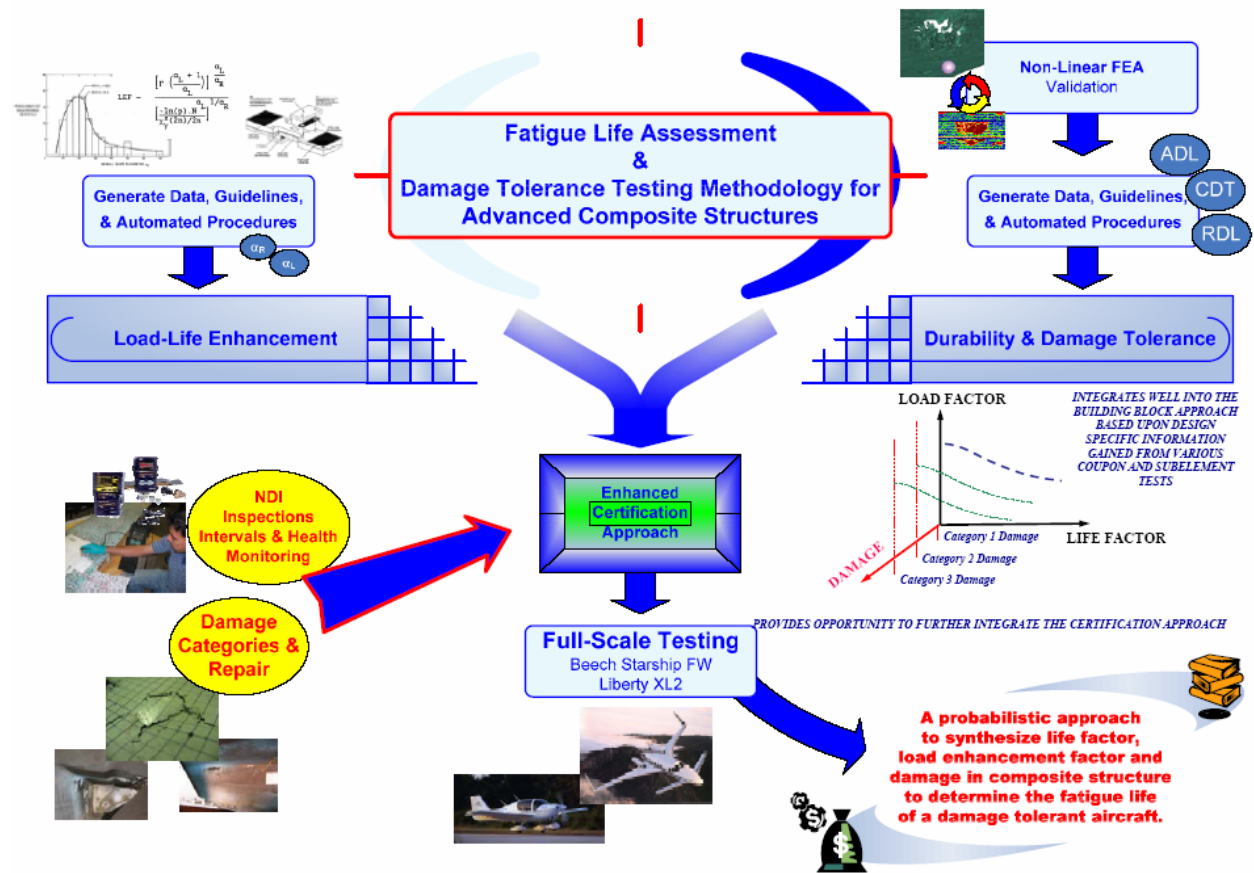 Fatigue Life Assessment
&
Damage Tolerance Testing Methodology for
Advanced Composite Structures
LEF =
Generate Data, Guidelines,
& Automated Procedures
αR
αL
Load-Life Enhancement
Non-Linear FEA
Validation
Generate Data, Guidelines,
& Automated Procedures
ADL
CDT
RDL
Durability & Damage Tolerance
LOAD FACTOR
LIFE FACTOR
DAMAGE
Category 1 Damage
Category 2 Damage
Category 3 Damage
INTEGRATES WELL INTO THE
BUILDING BLOCK APPROACH
BASED UPON DESIGN
SPECIFIC INFORMATION
GAINED FROM VARIOUS
COUPON AND SUBELEMENT
TESTS
NDI
Inspections
Intervals & Health
Monitoring
Damage
Categories &
Repair
Enhanced
Certification
Approach
Full-Scale Testing
Beech Starship FW
Liberty XL2
PROVIDES OPPORTUNITY TO FURTHER INTEGRATE THE CERTIFICATION APPROACH
A probabilistic approach
to synthesize life factor,
load enhancement factor and
damage in composite structure
to determine the fatigue life
of a damage tolerant aircraft.
$
$